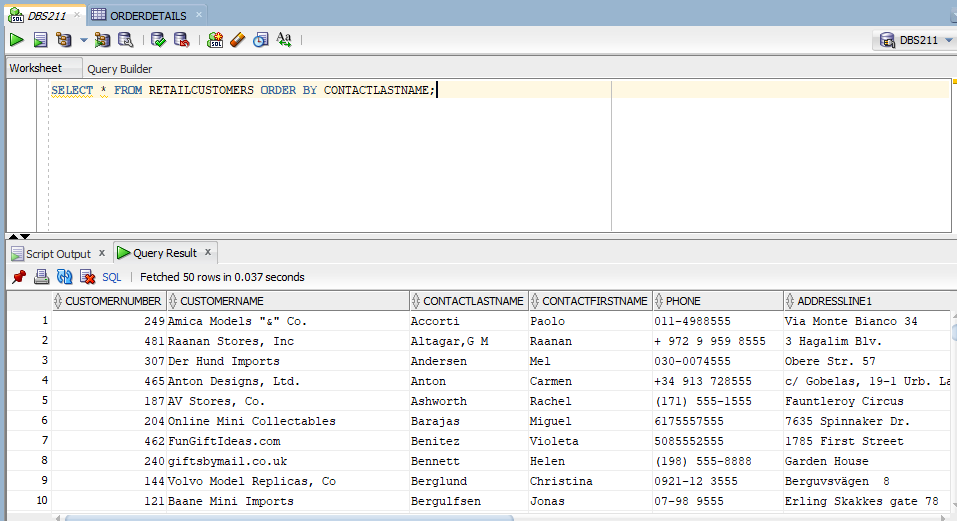 DBS211 ORDERDETAILS
SQL Aa DBS211
Worksheet Query Builder
SELECT * FROM RETAILCUSTOMERS ORDER BY CONTACTLASTNAME;
Script Output x Query Result x
SQL | Fetched 50 rows in 0.037 seconds
CUSTOMERNUMBER CUSTOMERNAME CONTACTLASTNAME CONTACTFIRSTNAME PHONE ADDRESSLINE1
1 249 Amica Models "&" Co. Accorti Paolo 011-4988555 Via Monte Bianco 34
2 481 Raanan Stores, Inc Altagar,G M Raanan + 972 9 959 8555 3 Hagalim Blv.
3 307 Der Hund Imports Andersen Mel 030-0074555 Obere Str. 57
4 465 Anton Designs, Ltd. Anton Carmen +34 913 728555 c/ Gobelas, 19-1 Urb. La
5 187 AV Stores, Co. Ashworth Rachel (171) 555-1555 Fauntleroy Circus
6 204 Online Mini Collectables Barajas Miguel 6175557555 7635 Spinnaker Dr.
7 462 FunGiftIdeas.com Benitez Violeta 5085552555 1785 First Street
8 240 giftsbymail.co.uk Bennett Helen (198) 555-8888 Garden House
9 144 Volvo Model Replicas, Co Berglund Christina 0921-12 3555 Berguvsvägen 8
10 121 Baane Mini Imports Bergulfsen Jonas 07-98 9555 Erling Skakkes gate 78